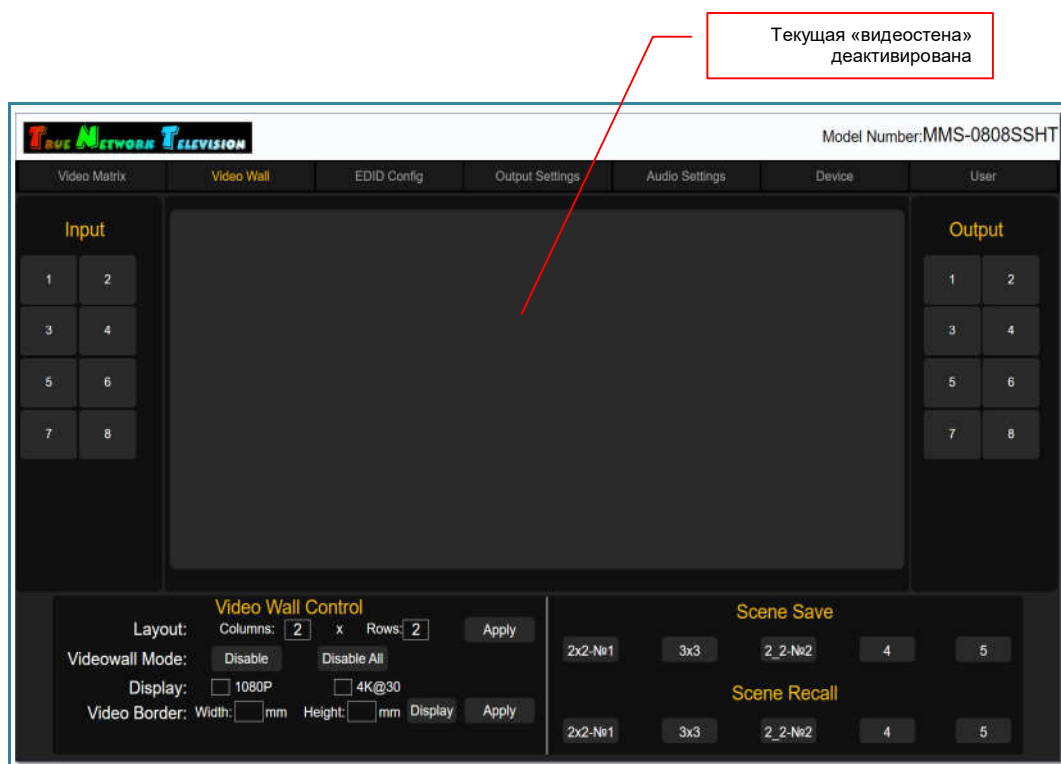 Текущая «видеостена»
деактивирована
TRUE NETWORK TELEVISION
Model Number:MMS-0808SSHT
Video Matrix Video Wall EDID Config Output Settings Audio Settings Device User
Input Output
1 2 1 2
3 4 3 4
5 6 5 6
7 8 7 8
Video Wall Control
Layout: Columns: 2 x Rows: 2 Apply
Videowall Mode: Disable Disable All
Display: 1080P 4K@30
Video Border: Width: mm Height: mm Display Apply
Scene Save
2x2-№1 3x3 2_2-№2 4 5
Scene Recall
2x2-№1 3x3 2_2-№2 4 5